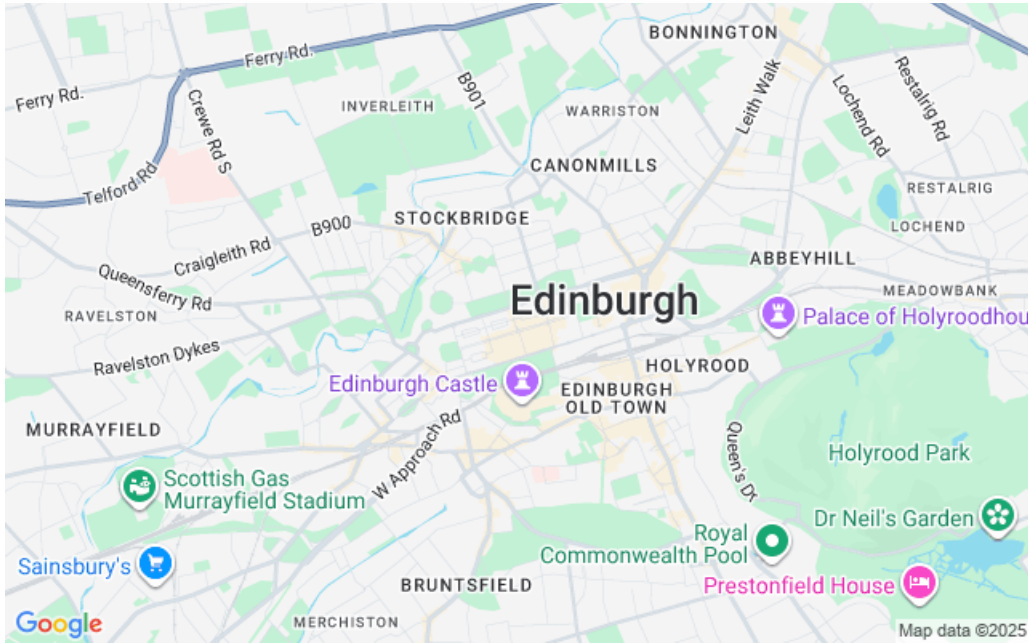 BONNINGTON
Ferry Rd.
Ferry Rd.
Crewe Rd S
B901
INVERLEITH
WARRISTON
Leith Walk
Lochend Rd
Restalrig Rd
CANONMILLS
Telford Rd
RESTALRIG
B900
STOCKBRIDGE
LOCHEND
Craigleith Rd
ABBEYHILL
Queensferry Rd
MEADOWBANK
Edinburgh
RAVELSTON
Palace of Holyroodhou
Ravelston Dykes
HOLYROOD
Edinburgh Castle
EDINBURGH
OLD TOWN
MURRAYFIELD
W Approach Rd
Queen's Dr
Holyrood Park
Scottish Gas
Murrayfield Stadium
Dr Neil's Garden
Royal
Commonwealth Pool
Sainsbury's
BRUNTSFIELD
Prestonfield House
MERCHISTON
Google
Map data ©2025